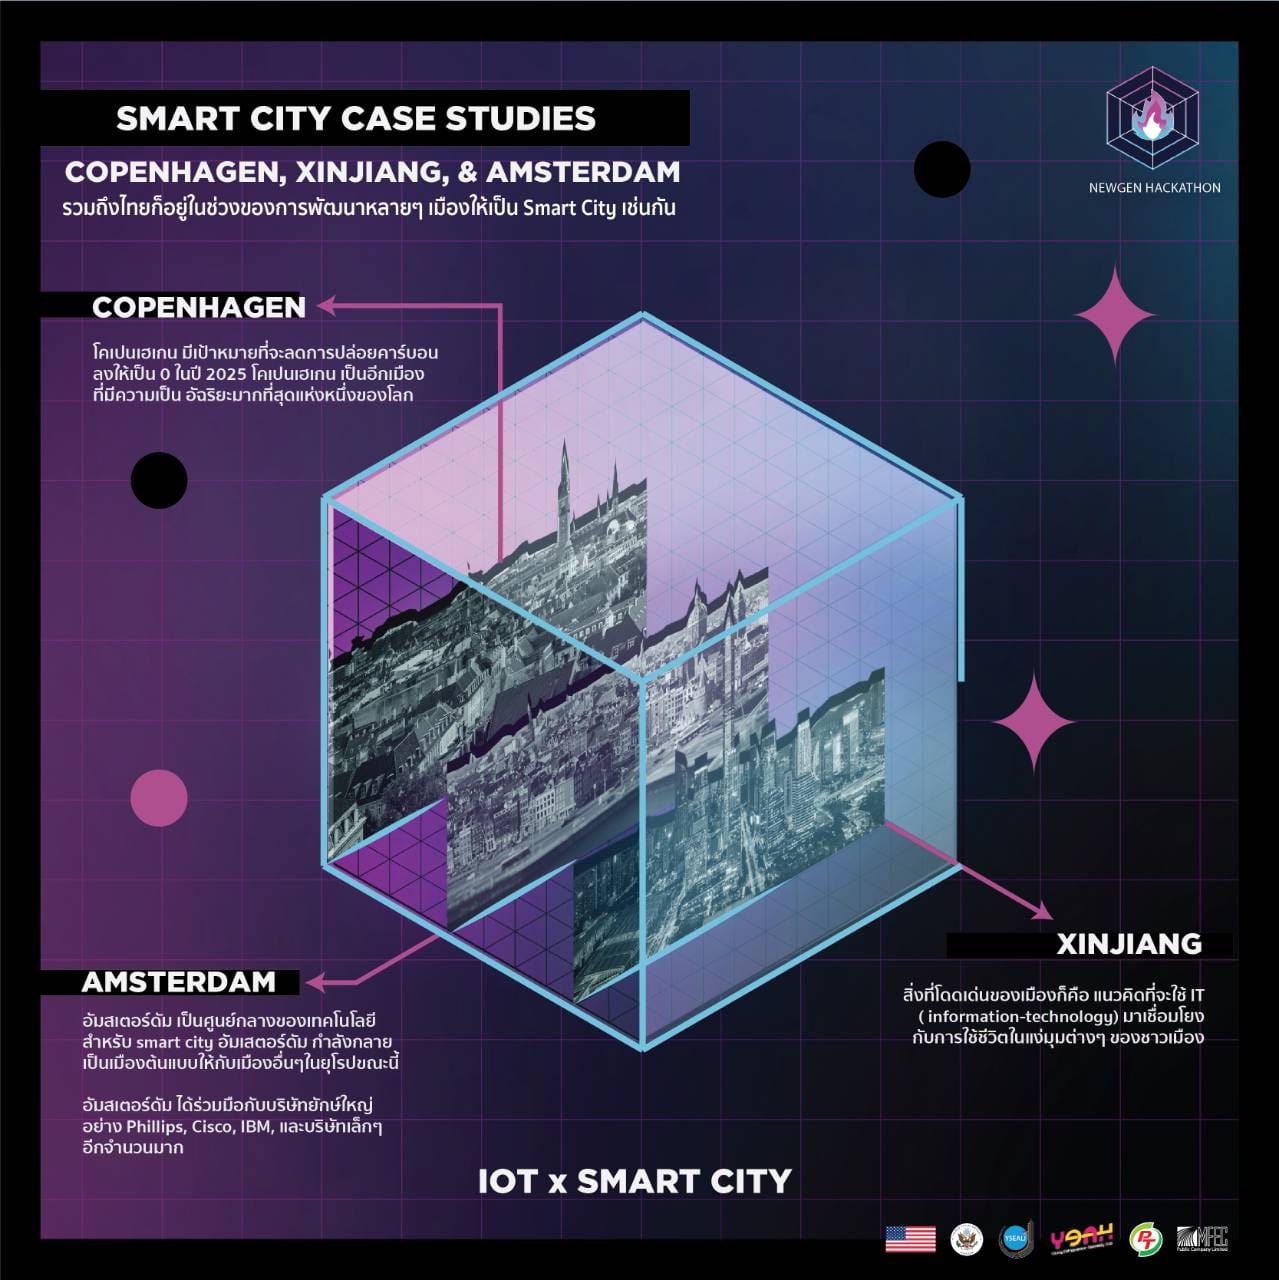 SMART CITY CASE STUDIES
COPENHAGEN, XINJIANG, & AMSTERDAM
รวมถึงไทยก็อยู่ในช่วงของการพัฒนาหลายๆ เมืองให้เป็น Smart City เช่นกัน
NEWGEN HACKATHON
COPENHAGEN
โคเปนเฮเกน มีเป้าหมายที่จะลดการปล่อยคาร์บอน
ลงให้เป็น 0 ในปี 2025 โคเปนเฮเกน เป็นอีกเมือง
ที่มีความเป็น อัฉริยะมากที่สุดแห่งหนึ่งของโลก
XINJIANG
สิ่งที่โดดเด่นของเมืองก็คือ แนวคิดที่จะใช้ IT
( information-technology) มาเชื่อมโยง
กับการใช้ชีวิตในแง่มุมต่างๆ ของชาวเมือง
AMSTERDAM
อัมสเตอร์ดัม เป็นศูนย์กลางของเทคโนโลยี
สำหรับ smart city อัมเสตอร์ดัม กำลังกลาย
เป็นเมืองต้นแบบให้กับเมืองอื่นๆในยุโรปขณะนี้
อัมสเตอร์ดัม ได้ร่วมมือกับบริษัทยักษ์ใหญ่
อย่าง Phillips, Cisco, IBM, และบริษัทเล็กๆ
อีกจำนวนมาก
IOT x SMART CITY
YSEALI
YEAH
PT
MFEC
Public Company Limited